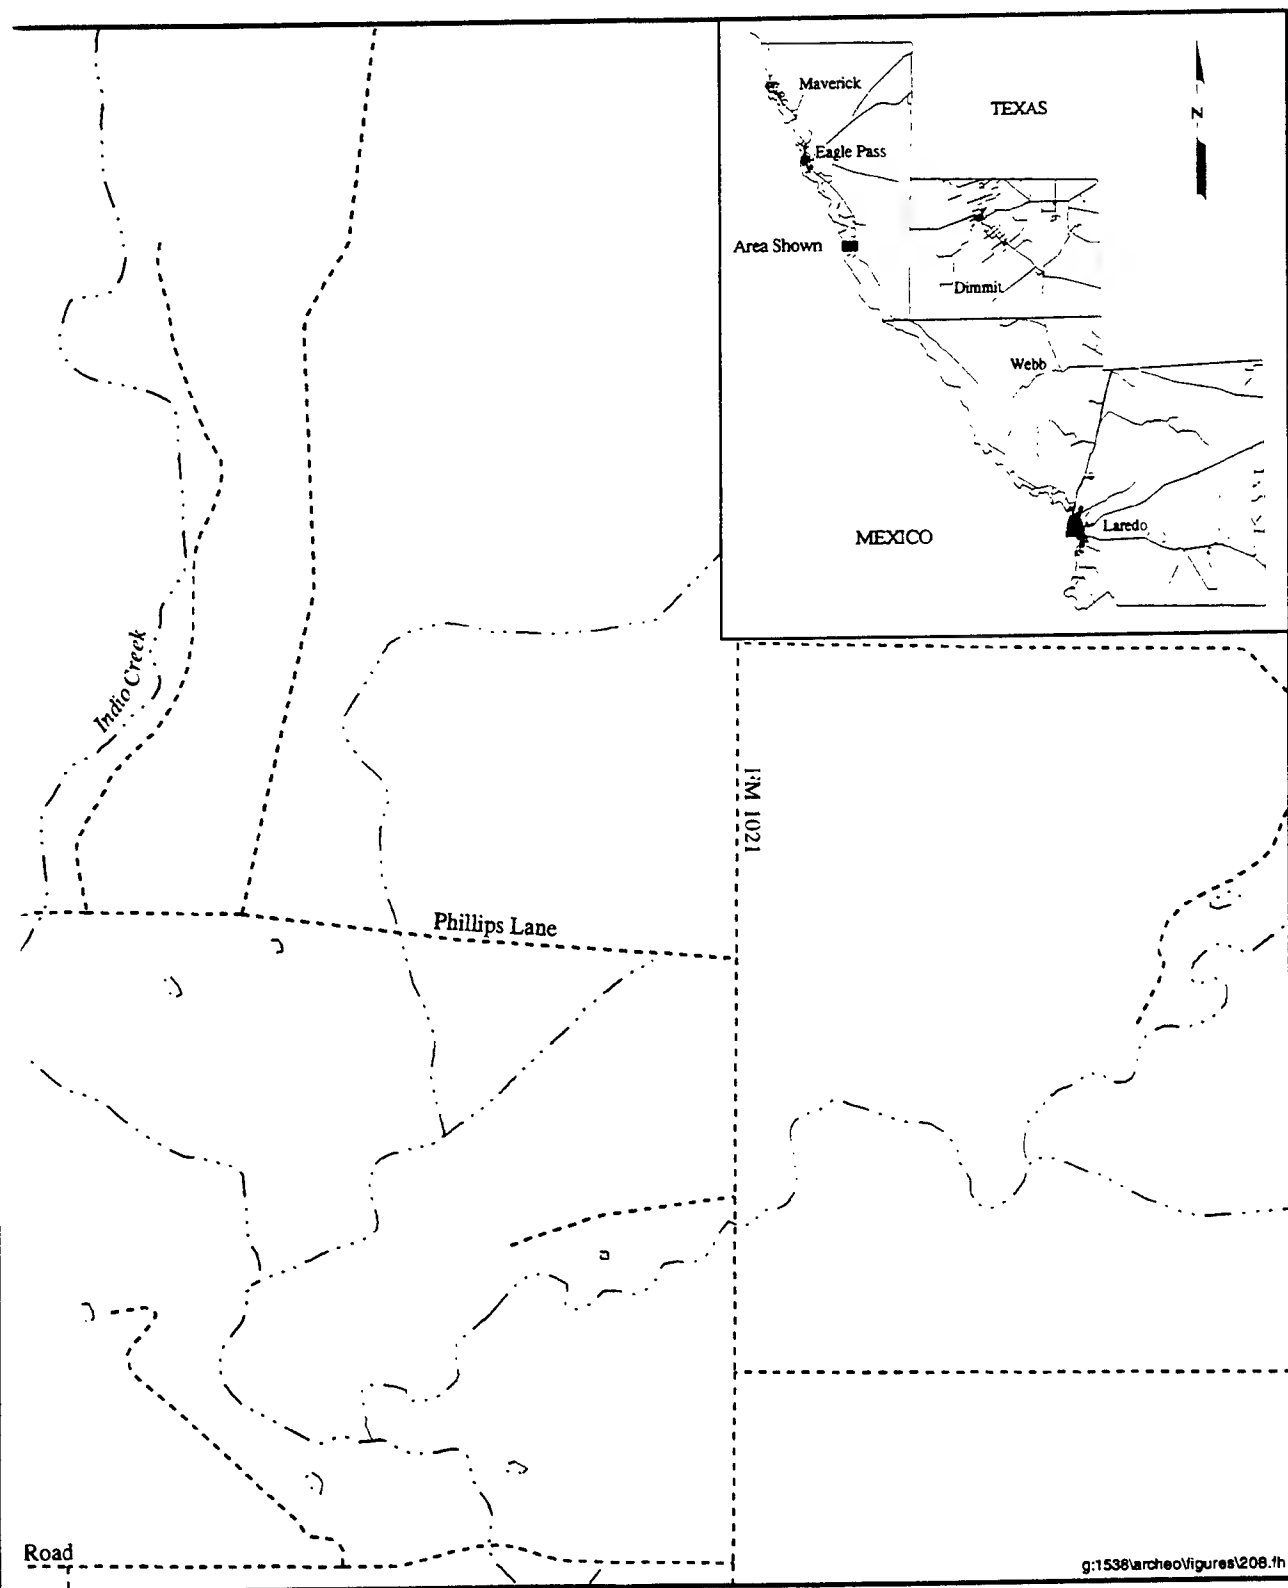 Maverick
TEXAS
N
Eagle Pass
Area Shown
Dimmit
Webb
Laredo
MEXICO
Indio Creek
FM 1021
Phillips Lane
Road
g:1538\archeo\figures\208.fh